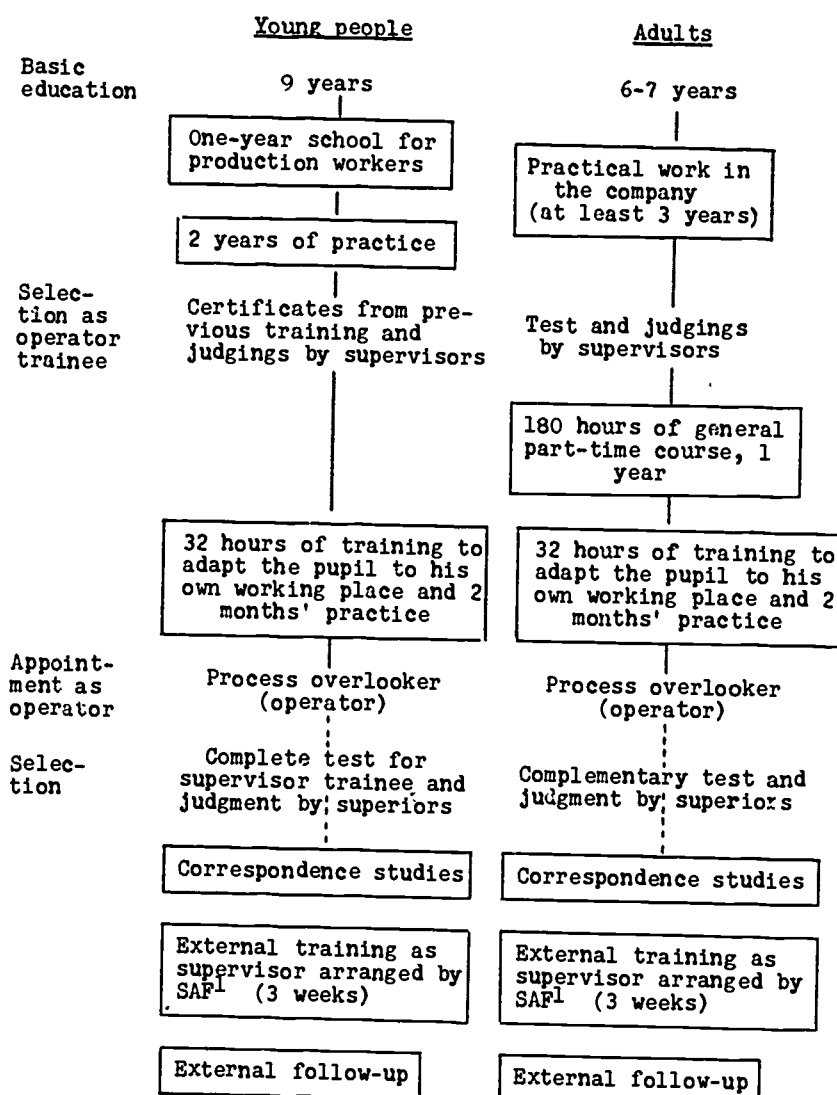 Young people
Adults
Basic
education
9 years
6-7 years
One-year school for
production workers
Practical work in
the company
(at least 3 years)
2 years of practice
Selec-
tion as
operator
trainee
Certificates from pre-
vious training and
judgings by supervisors
Test and judgings
by supervisors
180 hours of general
part-time course, 1
year
32 hours of training to
adapt the pupil to his
own working place and 2
months' practice
32 hours of training to
adapt the pupil to his
own working place and 2
months' practice
Appoint-
ment as
operator
Process overlooker
(operator)
Process overlooker
(operator)
Selec-
tion
Complete test for
supervisor trainee and
judgment by superiors
Complementary test and
judgment by superiors
Correspondence studies
Correspondence studies
External training as
supervisor arranged by
SAF1 (3 weeks)
External training as
supervisor arranged by
SAF1 (3 weeks)
External follow-up
External follow-up